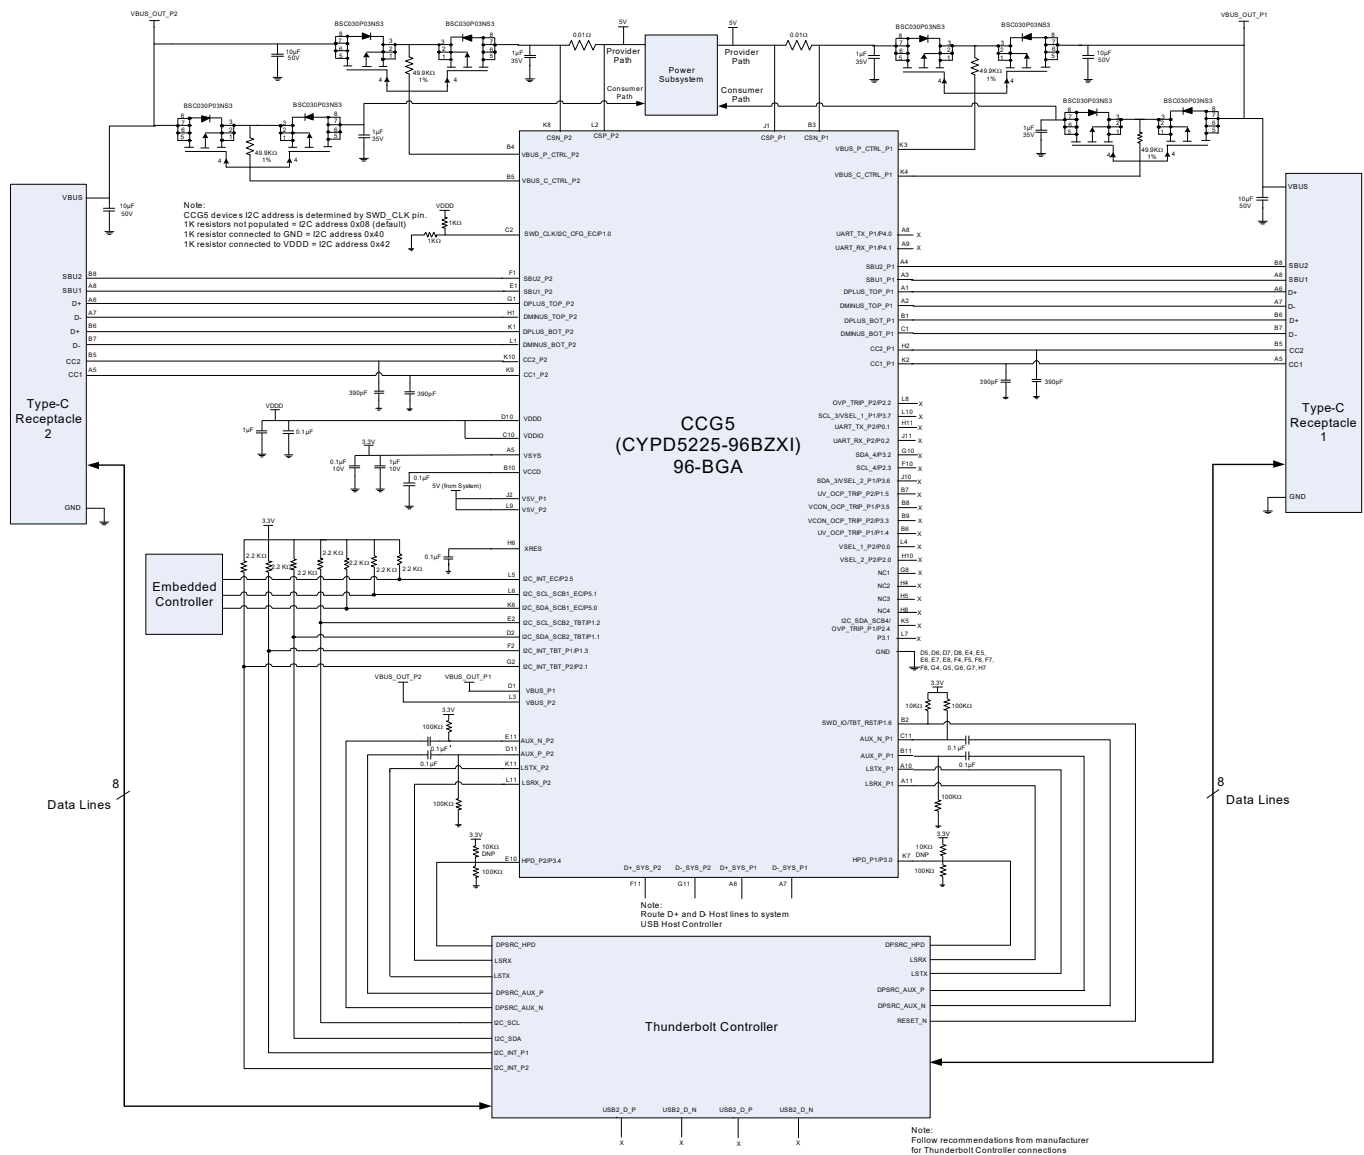 VBUS_OUT_P2
BSC030P03NS3
BSC030P03NS3
10µF
50V
49.9KΩ
1%
1µF
35V
0.01Ω
5V
Provider
Path
Consumer
Path
Power
Subsystem
5V
Provider
Path
Consumer
Path
0.01Ω
1µF
35V
BSC030P03NS3
BSC030P03NS3
49.9KΩ
1%
10µF
50V
VBUS_OUT_P1
BSC030P03NS3
BSC030P03NS3
49.9KΩ
1%
1µF
35V
1µF
35V
BSC030P03NS3
BSC030P03NS3
49.9KΩ
1%
K8
CSN_P2
L2
CSP_P2
J1
CSP_P1
B3
CSN_P1
VBUS
10µF
50V
Note:
CCG5 devices I2C address is determined by SWD_CLK pin.
1K resistors not populated = I2C address 0x08 (default)
1K resistor connected to GND = I2C address 0x40
1K resistor connected to VDDD = I2C address 0x42
VDDD
1KΩ
1KΩ
SBU2 B8
SBU1 A8
D+ A6
D- A7
D+ B6
D- B7
CC2 B5
CC1 A5
GND
Type-C
Receptacle
2
390pF
390pF
B4 VBUS_P_CTRL_P2
B5 VBUS_C_CTRL_P2
C2 SWD_CLK/I2C_CFG_EC/P1.0
F1 SBU2_P2
E1 SBU1_P2
G1 DPLUS_TOP_P2
H1 DMINUS_TOP_P2
K1 DPLUS_BOT_P2
L1 DMINUS_BOT_P2
K10 CC2_P2
K9 CC1_P2
D10 VDDD
C10 VDDIO
A5 VSYS
B10 VCCD
J2 V5V_P1
L9 V5V_P2
H6 XRES
L5 I2C_INT_EC/P2.5
L6 I2C_SCL_SCB1_EC/P5.1
K6 I2C_SDA_SCB1_EC/P5.0
E2 I2C_SCL_SCB2_TBT/P1.2
D2 I2C_SDA_SCB2_TBT/P1.1
F2 I2C_INT_TBT_P1/P1.3
G2 I2C_INT_TBT_P2/P2.1
D1 VBUS_P1
L3 VBUS_P2
E11 AUX_N_P2
D11 AUX_P_P2
K11 LSTX_P2
L11 LSRX_P2
E10 HPD_P2/P3.4
VDDD
1µF
0.1µF
3.3V
0.1µF
10V
1µF
10V
0.1µF
5V (from System)
0.1µF
3.3V
2.2 KΩ
2.2 KΩ
2.2 KΩ
2.2 KΩ
2.2 KΩ
2.2 KΩ
2.2 KΩ
Embedded
Controller
VBUS_OUT_P2
VBUS_OUT_P1
3.3V
100KΩ
0.1µF
0.1µF
100KΩ
3.3V
10KΩ
DNP
100KΩ
8
Data Lines
CCG5
(CYPD5225-96BZXI)
96-BGA
VBUS_P_CTRL_P1 K3
VBUS_C_CTRL_P1 K4
UART_TX_P1/P4.0 A8 X
UART_RX_P1/P4.1 A9 X
SBU2_P1 A4
SBU1_P1 A3
DPLUS_TOP_P1 A1
DMINUS_TOP_P1 A2
DPLUS_BOT_P1 B1
DMINUS_BOT_P1 C1
CC2_P1 H2
CC1_P1 K2
OVP_TRIP_P2/P2.2 L8 X
SCL_3/VSEL_1_P1/P3.7 L10 X
UART_TX_P2/P0.1 H11 X
UART_RX_P2/P0.2 J11 X
SDA_4/P3.2 G10 X
SCL_4/P2.3 F10 X
SDA_3/VSEL_2_P1/P3.6 J10 X
UV_OCP_TRIP_P2/P1.5 B7 X
VCON_OCP_TRIP_P1/P3.5 B8 X
VCON_OCP_TRIP_P2/P3.3 B9 X
UV_OCP_TRIP_P1/P1.4 B6 X
VSEL_1_P2/P0.0 L4 X
VSEL_2_P2/P2.0 H10 X
NC1 G8 X
NC2 H4 X
NC3 H5 X
NC4 H8 X
I2C_SDA_SCB4/
OVP_TRIP_P1/P2.4 K5 X
P3.1 L7 X
GND
D5, D6, D7, D8, E4, E5,
E6, E7, E8, F4, F5, F6, F7,
F8, G4, G5, G6, G7, H7
SWD_IO/TBT_RST/P1.6 B2
AUX_N_P1 C11
AUX_P_P1 B11
LSTX_P1 A10
LSRX_P1 A11
HPD_P1/P3.0 K7
3.3V
10KΩ
100KΩ
0.1µF
0.1µF
100KΩ
3.3V
10KΩ
DNP
100KΩ
390pF
390pF
10µF
50V
VBUS
B8 SBU2
A8 SBU1
A6 D+
A7 D-
B6 D+
B7 D-
B5 CC2
A5 CC1
GND
Type-C
Receptacle
1
8
Data Lines
D+_SYS_P2
D-_SYS_P2
D+_SYS_P1
D-_SYS_P1
F11
G11
A6
A7
Note:
Route D+ and D- Host lines to system
USB Host Controller
DPSRC_HPD
LSRX
LSTX
DPSRC_AUX_P
DPSRC_AUX_N
I2C_SCL
I2C_SDA
I2C_INT_P1
I2C_INT_P2
Thunderbolt Controller
DPSRC_HPD
LSRX
LSTX
DPSRC_AUX_P
DPSRC_AUX_N
RESET_N
USB2_D_P
USB2_D_N
USB2_D_P
USB2_D_N
X
X
X
X
Note:
Follow recommendations from manufacturer
for Thunderbolt Controller connections